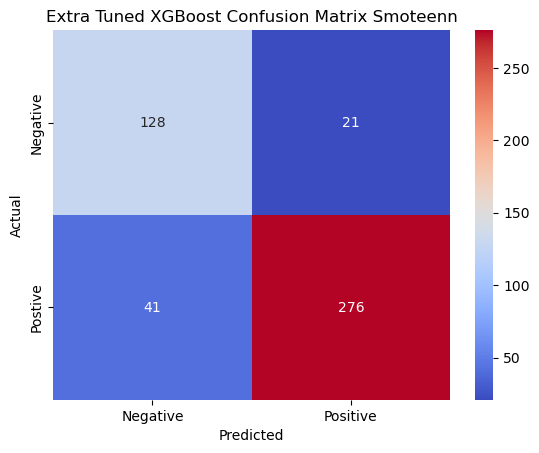 Extra Tuned XGBoost Confusion Matrix Smoteenn
Actual
Negative
Postive
128
21
41
276
Negative
Positive
Predicted
250
200
150
100
50